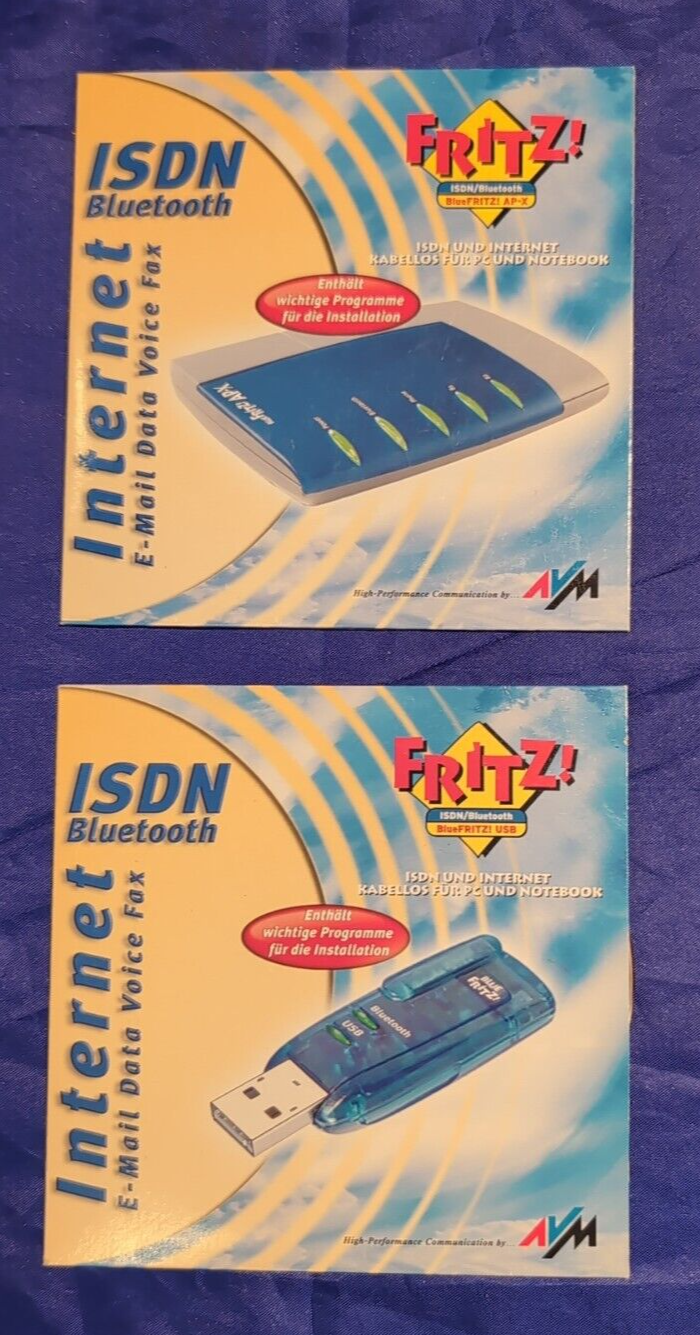 ISDN
Bluetooth
Internet
E-Mail Data Voice Fax
FRITZ!
ISDN/Bluetooth
BlueFRITZ! AP-X
ISDN UND INTERNET
KABELLOS FÜR PC UND NOTEBOOK
Enthält
wichtige Programme
für die Installation
High-Performance Communication by...
AVM
ISDN
Bluetooth
Internet
E-Mail Data Voice Fax
FRITZ!
ISDN/Bluetooth
BlueFRITZ! USB
ISDN UND INTERNET
KABELLOS FÜR PC UND NOTEBOOK
Enthält
wichtige Programme
für die Installation
BLUE
FRITZ!
Bluetooth
USB
High-Performance Communication by...
AVM